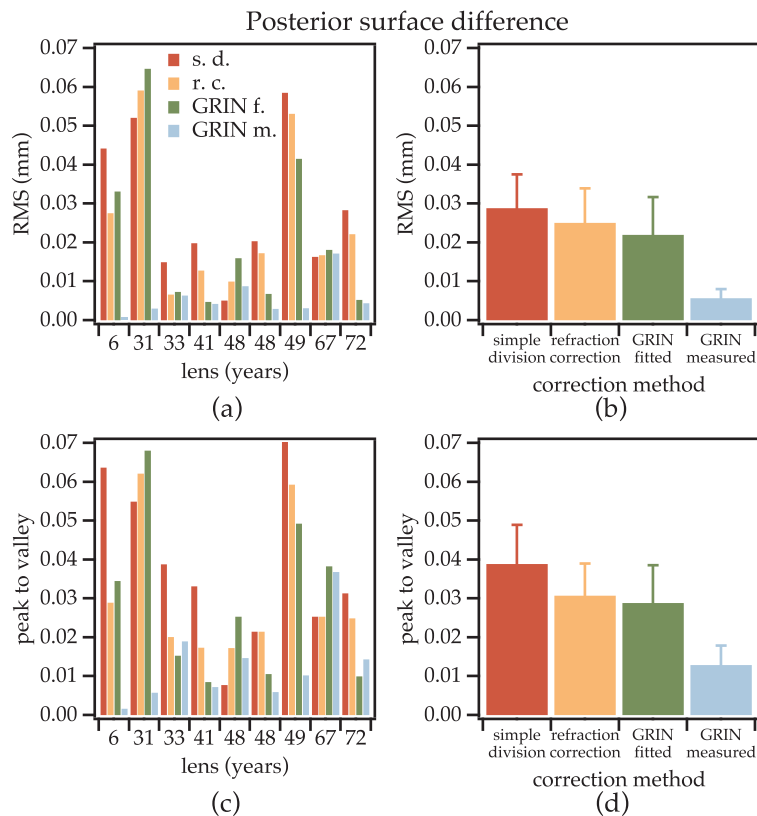 Posterior surface difference
RMS (mm)
0.07
0.06
0.05
0.04
0.03
0.02
0.01
0.00
s. d.
r. c.
GRIN f.
GRIN m.
6 31 33 41 48 48 49 67 72
lens (years)
(a)
RMS (mm)
0.07
0.06
0.05
0.04
0.03
0.02
0.01
0.00
simple refraction GRIN GRIN
division correction fitted measured
correction method
(b)
peak to valley
0.07
0.06
0.05
0.04
0.03
0.02
0.01
0.00
6 31 33 41 48 48 49 67 72
lens (years)
(c)
peak to valley
0.07
0.06
0.05
0.04
0.03
0.02
0.01
0.00
simple refraction GRIN GRIN
division correction fitted measured
correction method
(d)